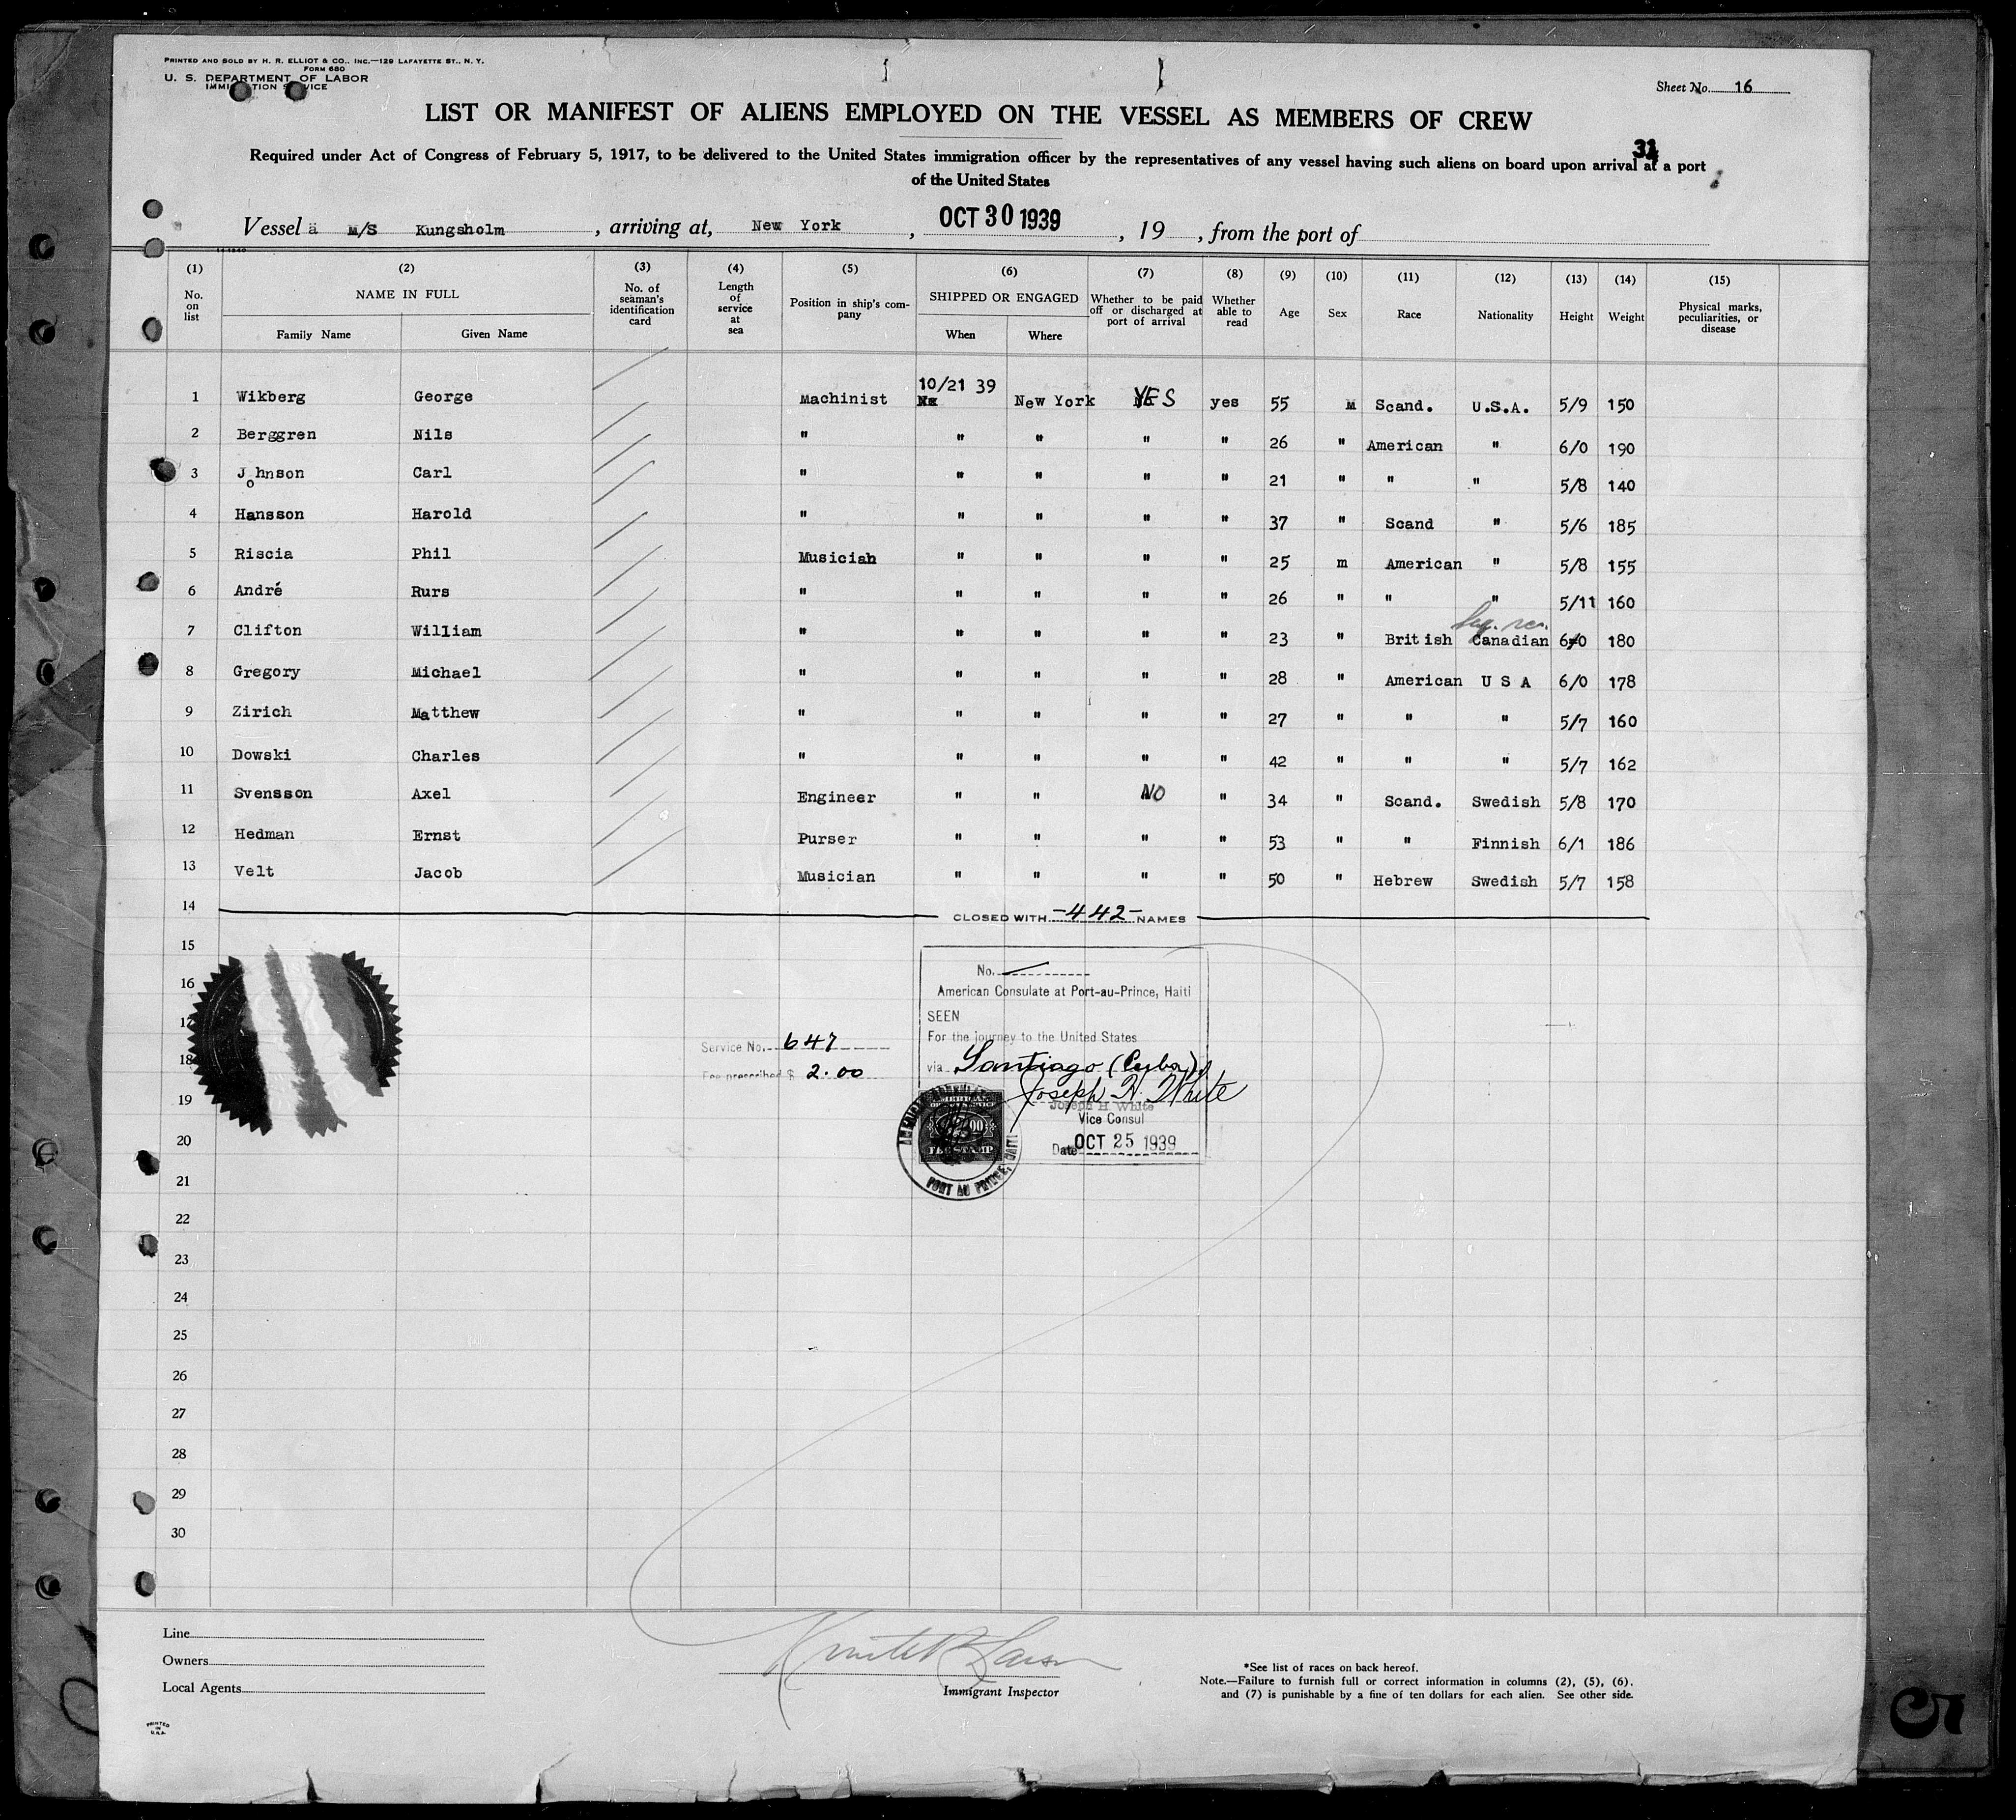 PRINTED AND SOLD BY H. R. ELLIOT & CO., INC.—129 LAFAYETTE ST., N. Y.
FORM 680
U. S. DEPARTMENT OF LABOR
IMMIGRATION SERVICE
Sheet No. 16
LIST OR MANIFEST OF ALIENS EMPLOYED ON THE VESSEL AS MEMBERS OF CREW
31
Required under Act of Congress of February 5, 1917, to be delivered to the United States immigration officer by the representatives of any vessel having such aliens on board upon arrival at a port
of the United States
Vessel ä M/S Kungsholm, arriving at, New York, OCT 30 1939, 19 , from the port of
14-1240
(1) (2) (3) (4) (5) (6) (7) (8) (9) (10) (11) (12) (13) (14) (15)
No. on list
NAME IN FULL
Family Name Given Name
No. of seaman's identification card
Length of service at sea
Position in ship's company
SHIPPED OR ENGAGED
When Where
Whether to be paid off or discharged at port of arrival
Whether able to read
Age
Sex
Race
Nationality
Height
Weight
Physical marks, peculiarities, or disease
10/21 39
1 Wikberg George Machinist New York YES yes 55 M Scand. U.S.A. 5/9 150
2 Berggren Nils " " " " " 26 " American " 6/0 190
3 Johnson Carl " " " " " 21 " " " 5/8 140
4 Hansson Harold " " " " " 37 " Scand " 5/6 185
5 Riscia Phil Musician " " " " 25 m American " 5/8 155
6 André Rurs " " " " " 26 " " " 5/11 160
7 Clifton William " " " " " 23 " British Canadian 6/0 180
8 Gregory Michael " " " " " 28 " American U S A 6/0 178
9 Zirich Matthew " " " " " 27 " " " 5/7 160
10 Dowski Charles " " " " " 42 " " " 5/7 162
11 Svensson Axel Engineer " " NO " 34 " Scand. Swedish 5/8 170
12 Hedman Ernst Purser " " " " 53 " " Finnish 6/1 186
13 Velt Jacob Musician " " " " 50 " Hebrew Swedish 5/7 158
14 CLOSED WITH -442- NAMES
15
16
17
18
19
20
21
22
23
24
25
26
27
28
29
30
No.
American Consulate at Port-au-Prince, Haiti
SEEN
For the journey to the United States
via Santiago (Cuba)
Joseph H. White
Joseph H. White
Vice Consul
Date OCT 25 1939
Service No. 647
Fee prescribed $ 2.00
FEE STAMP
PORT AU PRINCE, HAITI
Line
Owners
Local Agents
Immigrant Inspector
*See list of races on back hereof.
Note.—Failure to furnish full or correct information in columns (2), (5), (6).
and (7) is punishable by a fine of ten dollars for each alien. See other side.
PRINTED
IN
U.S.A.
5